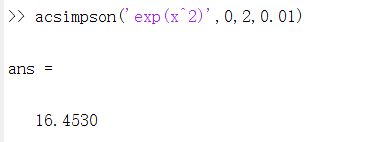 >> acsimpson('exp(x^2)',0,2,0.01)
ans =
16.4530